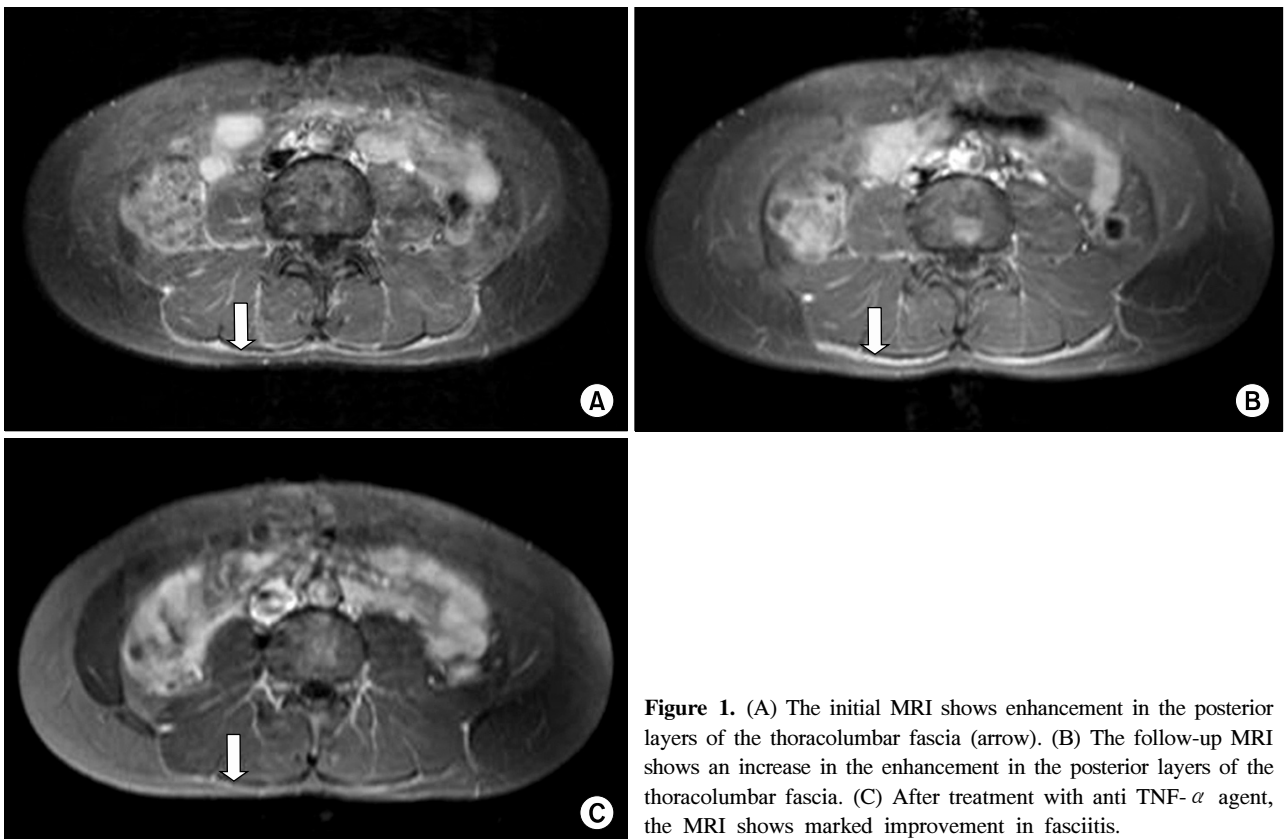 A
B
C
Figure 1. (A) The initial MRI shows enhancement in the posterior
layers of the thoracolumbar fascia (arrow). (B) The follow-up MRI
shows an increase in the enhancement in the posterior layers of the
thoracolumbar fascia. (C) After treatment with anti TNF-α agent,
the MRI shows marked improvement in fasciitis.